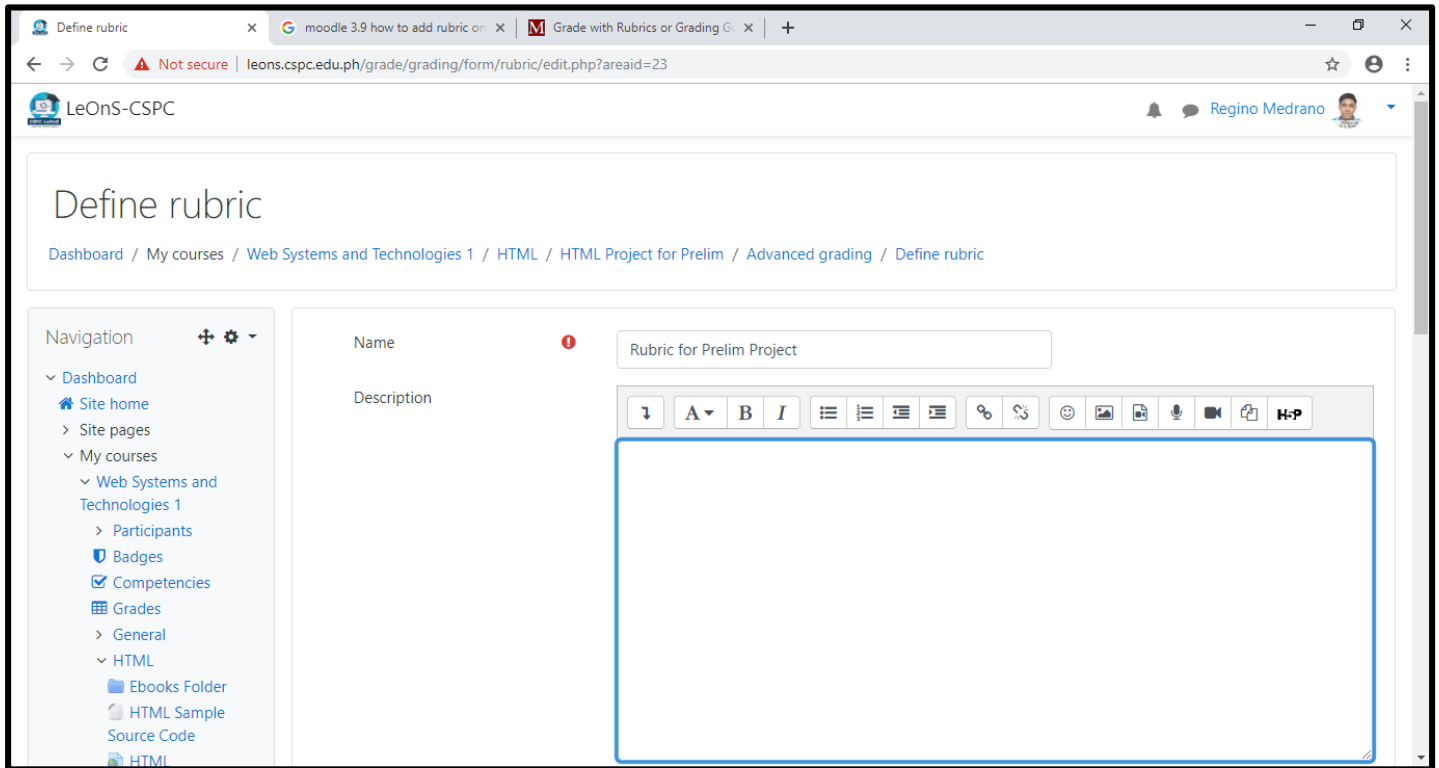 Define rubric
moodle 3.9 how to add rubric on
Grade with Rubrics or Grading Gu
Not secure | leons.cspc.edu.ph/grade/grading/form/rubric/edit.php?areaid=23
LeOnS-CSPC
Regino Medrano
Define rubric
Dashboard / My courses / Web Systems and Technologies 1 / HTML / HTML Project for Prelim / Advanced grading / Define rubric
Navigation
Dashboard
Site home
Site pages
My courses
Web Systems and
Technologies 1
Participants
Badges
Competencies
Grades
General
HTML
Ebooks Folder
HTML Sample
Source Code
HTML
Name
Rubric for Prelim Project
Description
A B I H5P